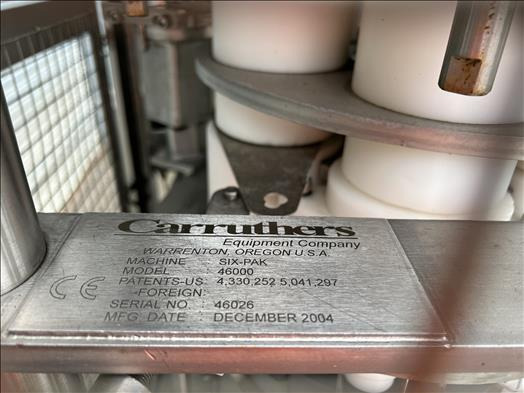 Carruthers
Equipment Company
WARRENTON, OREGON U.S.A.
MACHINE : SIX-PAK
MODEL : 46000
PATENTS-US: 4,330,252 5,041,297
-FOREIGN:
SERIAL NO. : 46026
MFG. DATE : DECEMBER 2004
CE